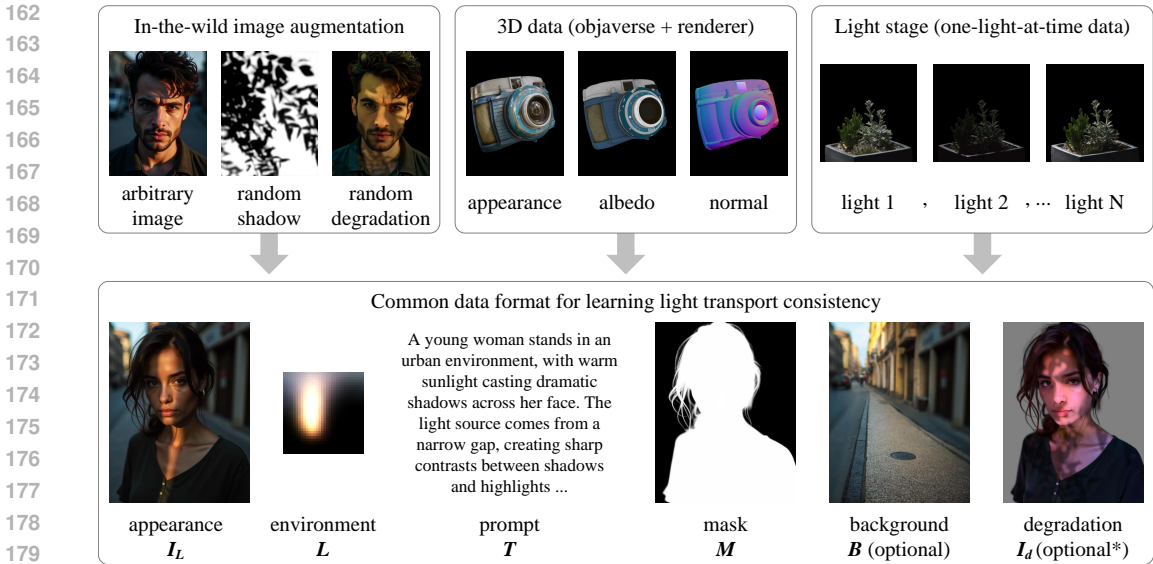 162
163
164
165
166
167
168
169
170
171
172
173
174
175
176
177
178
179
In-the-wild image augmentation
arbitrary
image
random
shadow
random
degradation
3D data (objaverse + renderer)
appearance
albedo
normal
Light stage (one-light-at-time data)
light 1 , light 2 , ... light N
Common data format for learning light transport consistency
appearance
I_L
environment
L
A young woman stands in an
urban environment, with warm
sunlight casting dramatic
shadows across her face. The
light source comes from a
narrow gap, creating sharp
contrasts between shadows
and highlights ...
prompt
T
mask
M
background
B (optional)
degradation
I_d (optional*)